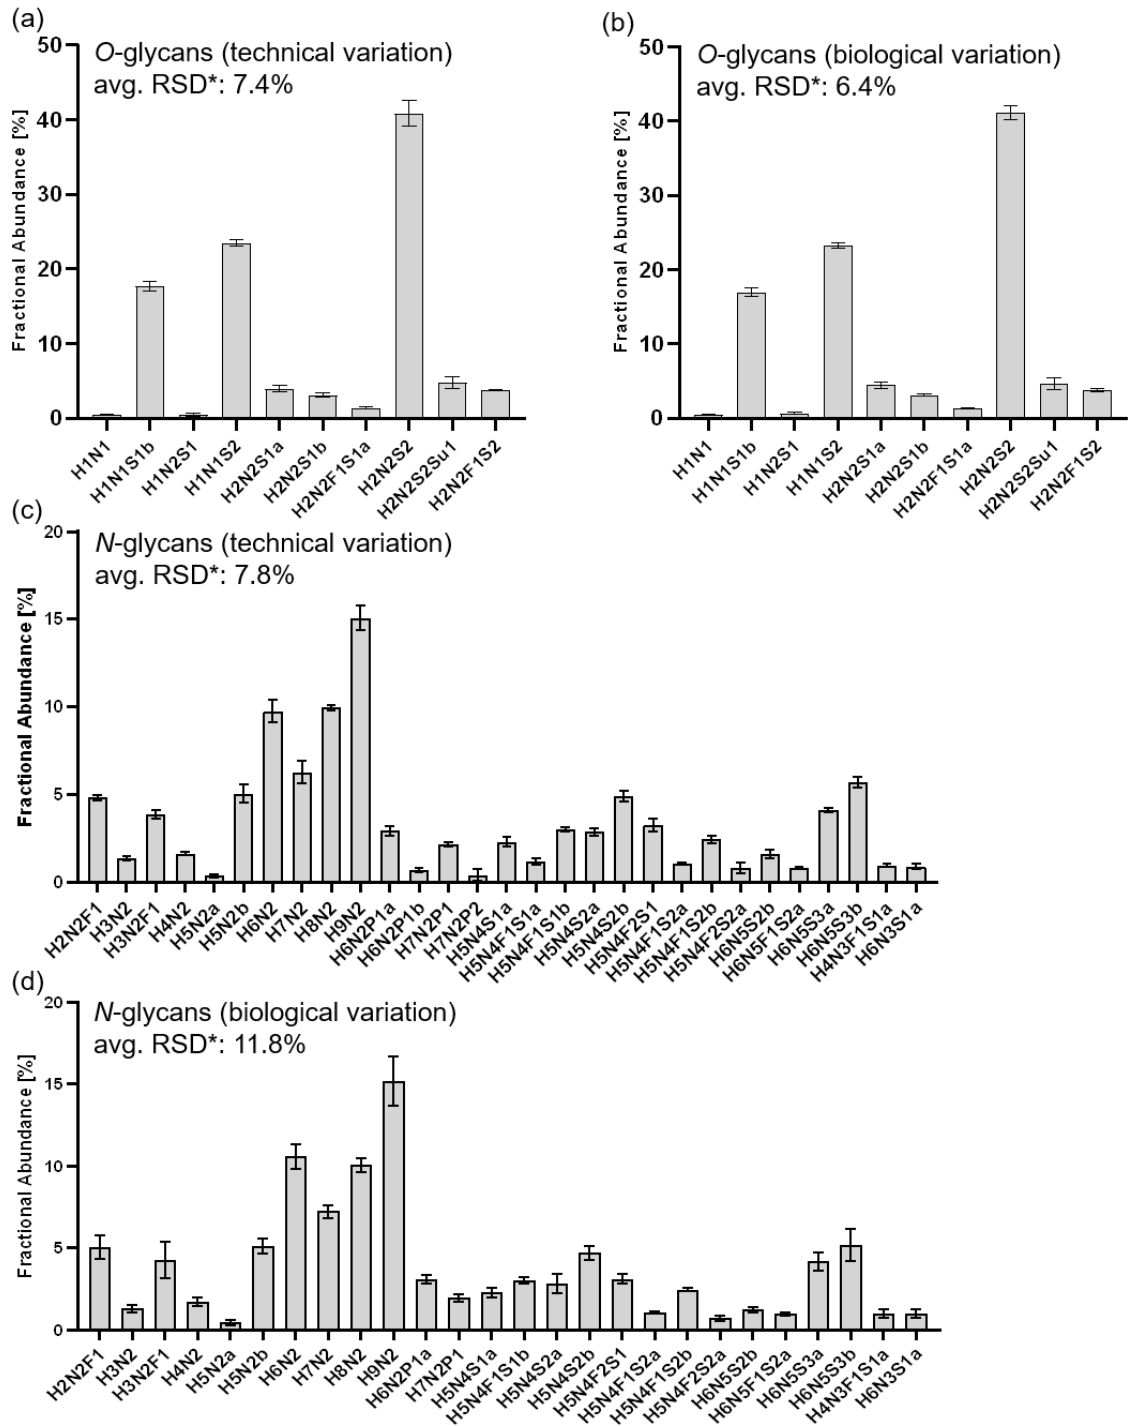 (a)
O-glycans (technical variation)
avg. RSD*: 7.4%
Fractional Abundance [%]
50
40
30
20
10
0
H1N1
H1N1S1b
H1N2S1
H1N1S2
H2N2S1a
H2N2S1b
H2N2F1S1a
H2N2S2
H2N2S2Su1
H2N2F1S2
(b)
O-glycans (biological variation)
avg. RSD*: 6.4%
Fractional Abundance [%]
50
40
30
20
10
0
H1N1
H1N1S1b
H1N2S1
H1N1S2
H2N2S1a
H2N2S1b
H2N2F1S1a
H2N2S2
H2N2S2Su1
H2N2F1S2
(c)
N-glycans (technical variation)
avg. RSD*: 7.8%
Fractional Abundance [%]
20
15
10
5
0
H2N2F1
H3N2
H3N2F1
H4N2
H5N2a
H5N2b
H6N2
H7N2
H8N2
H9N2
H6N2P1a
H6N2P1b
H7N2P1
H7N2P2
H5N4S1a
H5N4F1S1a
H5N4F1S1b
H5N4S2a
H5N4S2b
H5N4F2S1
H5N4F1S2a
H5N4F1S2b
H5N4F2S2a
H6N5S2b
H6N5F1S2a
H6N5S3a
H6N5S3b
H4N3F1S1a
H6N3S1a
(d)
N-glycans (biological variation)
avg. RSD*: 11.8%
Fractional Abundance [%]
20
15
10
5
0
H2N2F1
H3N2
H3N2F1
H4N2
H5N2a
H5N2b
H6N2
H7N2
H8N2
H9N2
H6N2P1a
H7N2P1
H5N4S1a
H5N4F1S1b
H5N4S2a
H5N4S2b
H5N4F2S1
H5N4F1S2a
H5N4F1S2b
H5N4F2S2a
H6N5S2b
H6N5F1S2a
H6N5S3a
H6N5S3b
H4N3F1S1a
H6N3S1a